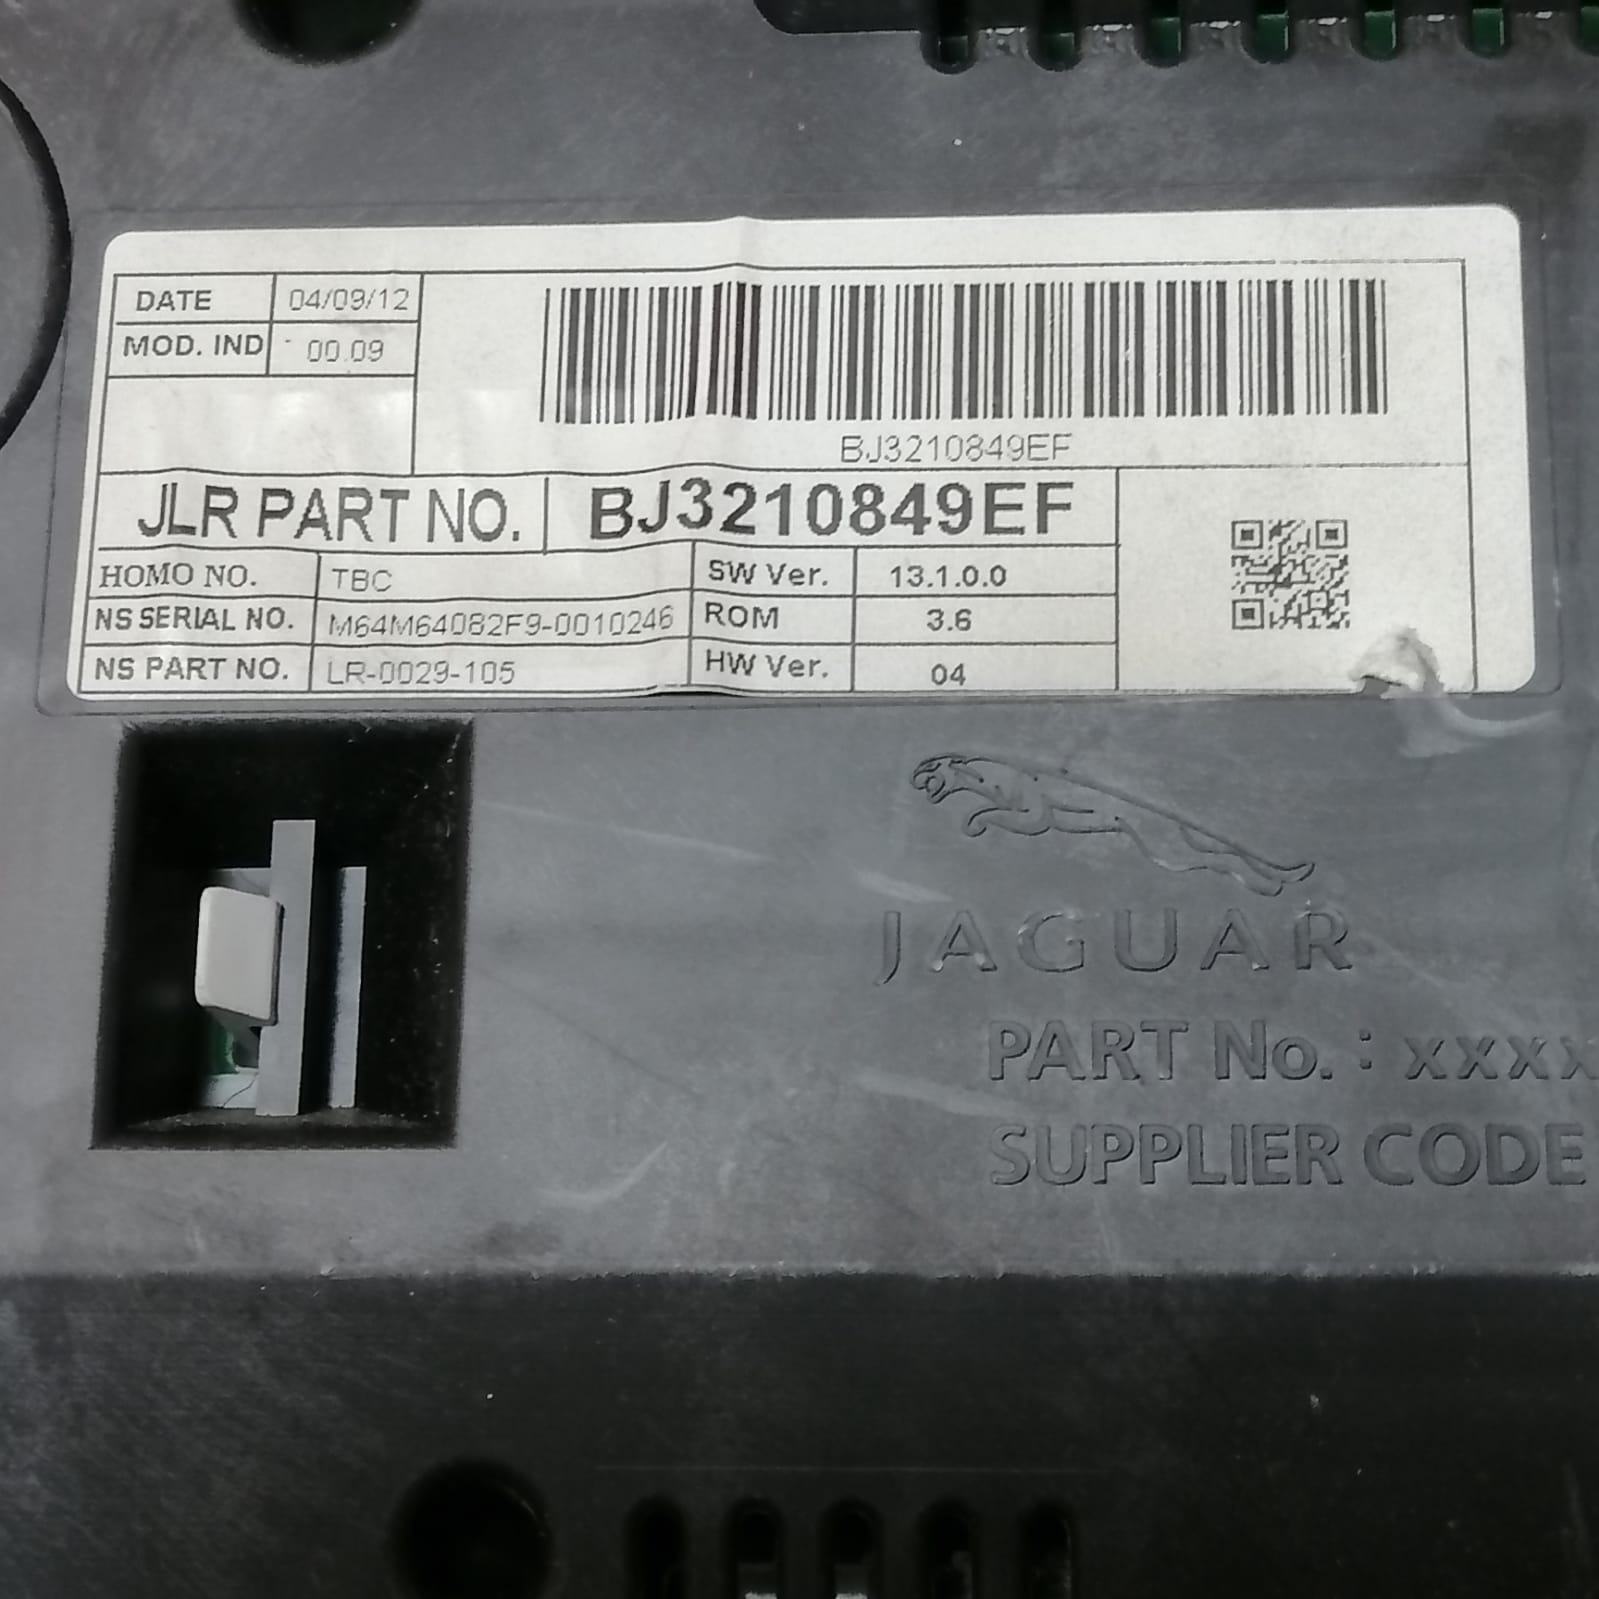 DATE 04/09/12
MOD. IND 00.09
BJ3210849EF
JLR PART NO. BJ3210849EF
HOMO NO. TBC SW Ver. 13.1.0.0
NS SERIAL NO. M64M64082F9-0010246 ROM 3.6
NS PART NO. LR-0029-105 HW Ver. 04
JAGUAR
PART No. : xxxx
SUPPLIER CODE